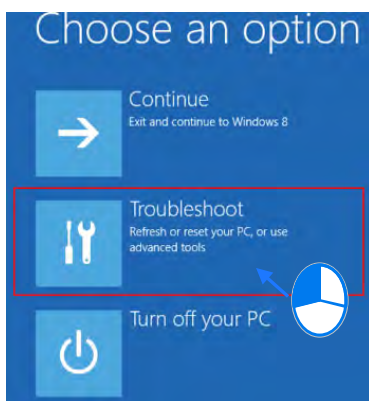 Choose an option
Continue
Exit and continue to Windows 8
Troubleshoot
Refresh or reset your PC, or use
advanced tools
Turn off your PC